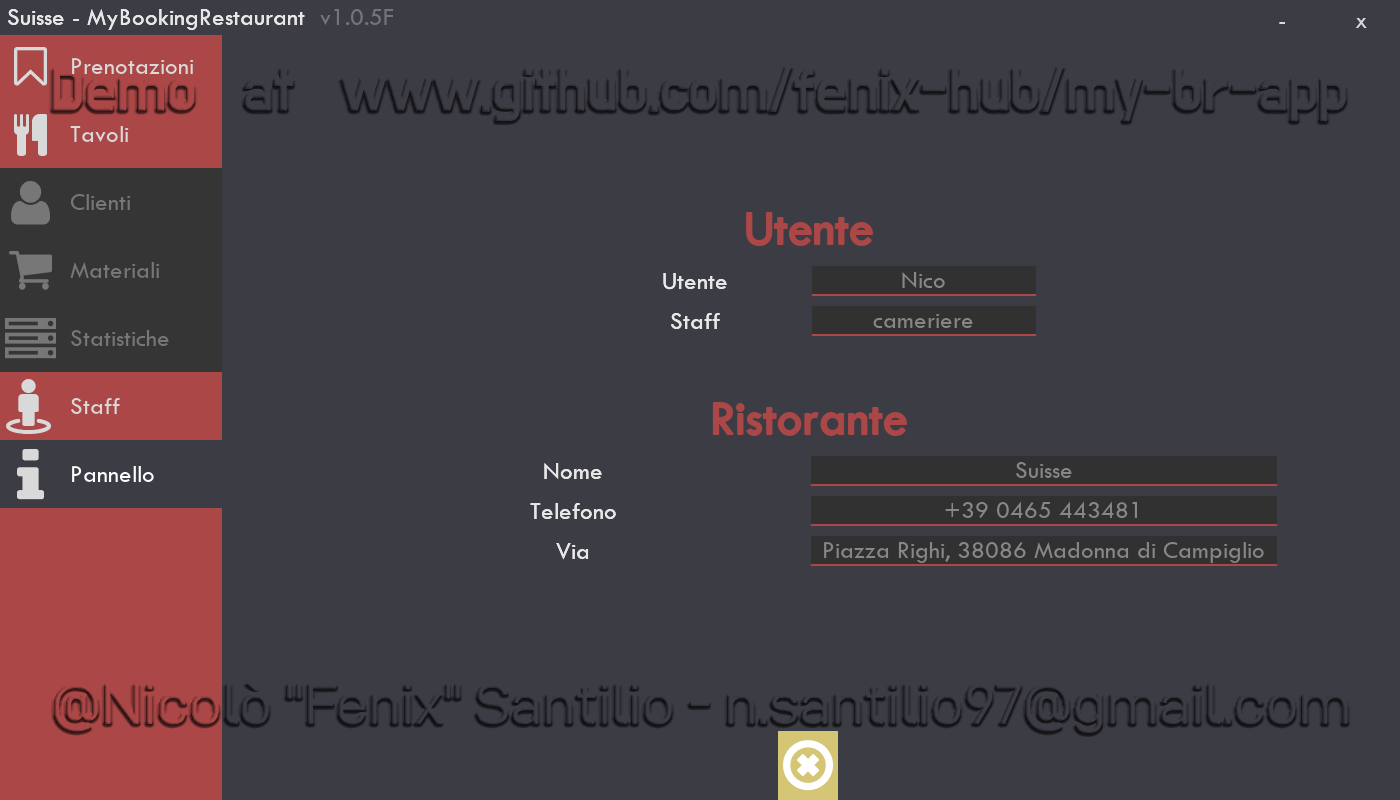 Suisse - MyBookingRestaurant v1.0.5F
- x
Prenotazioni
Demo at www.github.com/fenix-hub/my-br-app
Tavoli
Clienti
Materiali
Statistiche
Staff
Pannello
Utente
Utente Nico
Staff cameriere
Ristorante
Nome Suisse
Telefono +39 0465 443481
Via Piazza Righi, 38086 Madonna di Campiglio
@Nicolò "Fenix" Santilio - n.santilio97@gmail.com